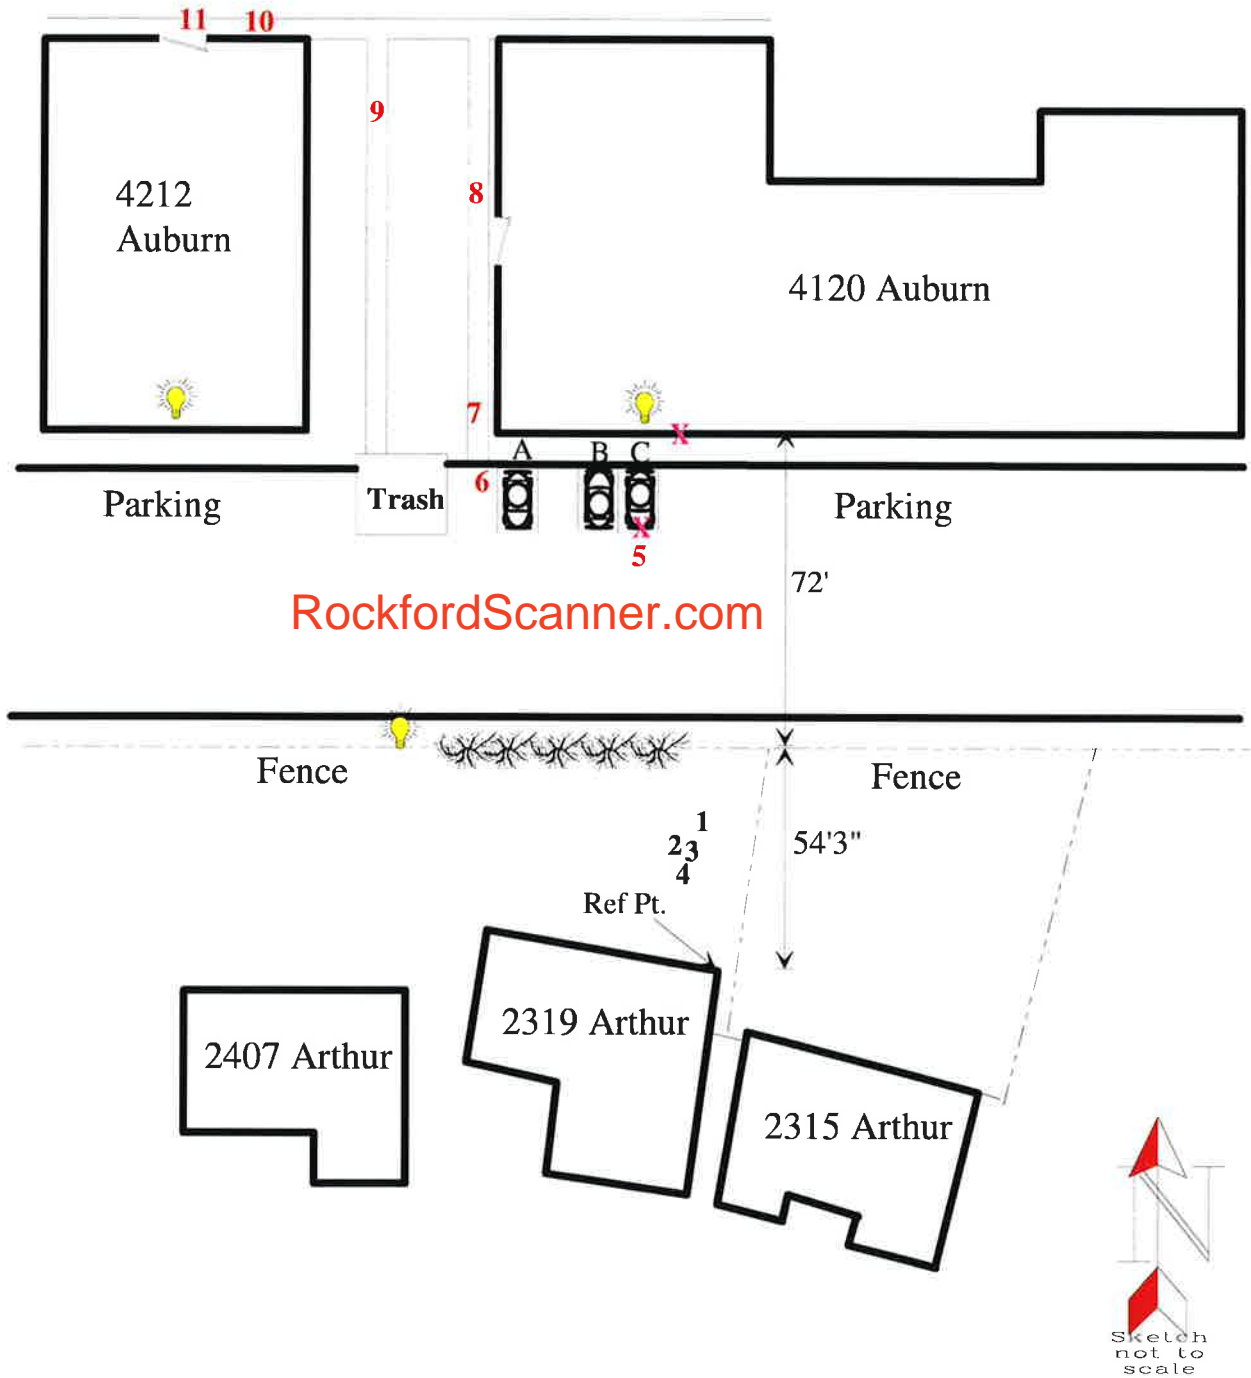 11
10
9
4212
Auburn
8
4120 Auburn
7
A
B
C
X
6
Parking
Trash
Parking
X
5
72'
RockfordScanner.com
Fence
Fence
1
2
3
4
54'3"
Ref Pt.
2319 Arthur
2407 Arthur
2315 Arthur
N
Sketch
not to
scale